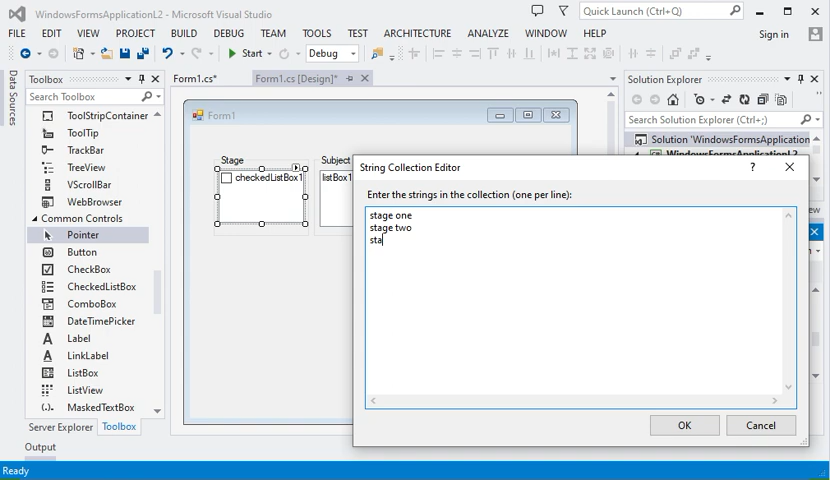 WindowsFormsApplicationL2 - Microsoft Visual Studio
Quick Launch (Ctrl+Q)
FILE EDIT VIEW PROJECT BUILD DEBUG TEAM TOOLS TEST ARCHITECTURE ANALYZE WINDOW HELP
Sign in
Start
Debug
Data Sources
Toolbox
Form1.cs*
Form1.cs [Design]*
Solution Explorer
Search Toolbox
Search Solution Explorer (Ctrl+;)
Solution 'WindowsFormsApplication
WindowsFormsApplicationL2
ToolStripContainer
ToolTip
TrackBar
TreeView
VScrollBar
WebBrowser
Common Controls
Pointer
Button
CheckBox
CheckedListBox
ComboBox
DateTimePicker
Label
LinkLabel
ListBox
ListView
MaskedTextBox
Server Explorer
Toolbox
Form1
Stage
Subject
checkedListBox1
listBox1
String Collection Editor
?
Enter the strings in the collection (one per line):
stage one
stage two
sta
OK
Cancel
Output
Ready